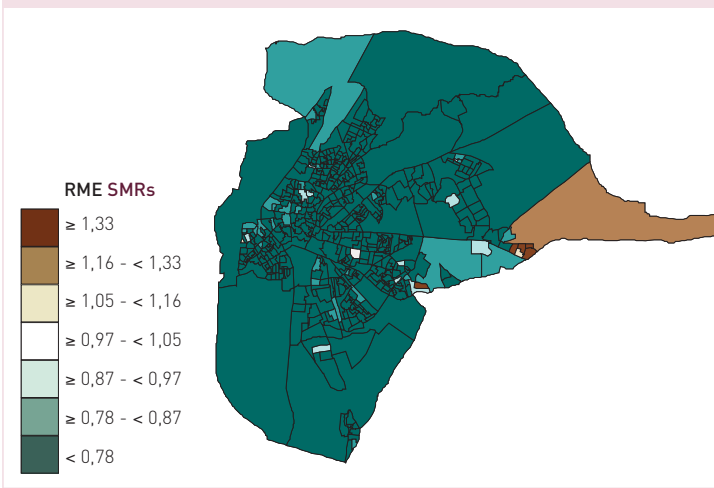 RME SMRs
≥ 1,33
≥ 1,16 - < 1,33
≥ 1,05 - < 1,16
≥ 0,97 - < 1,05
≥ 0,87 - < 0,97
≥ 0,78 - < 0,87
< 0,78